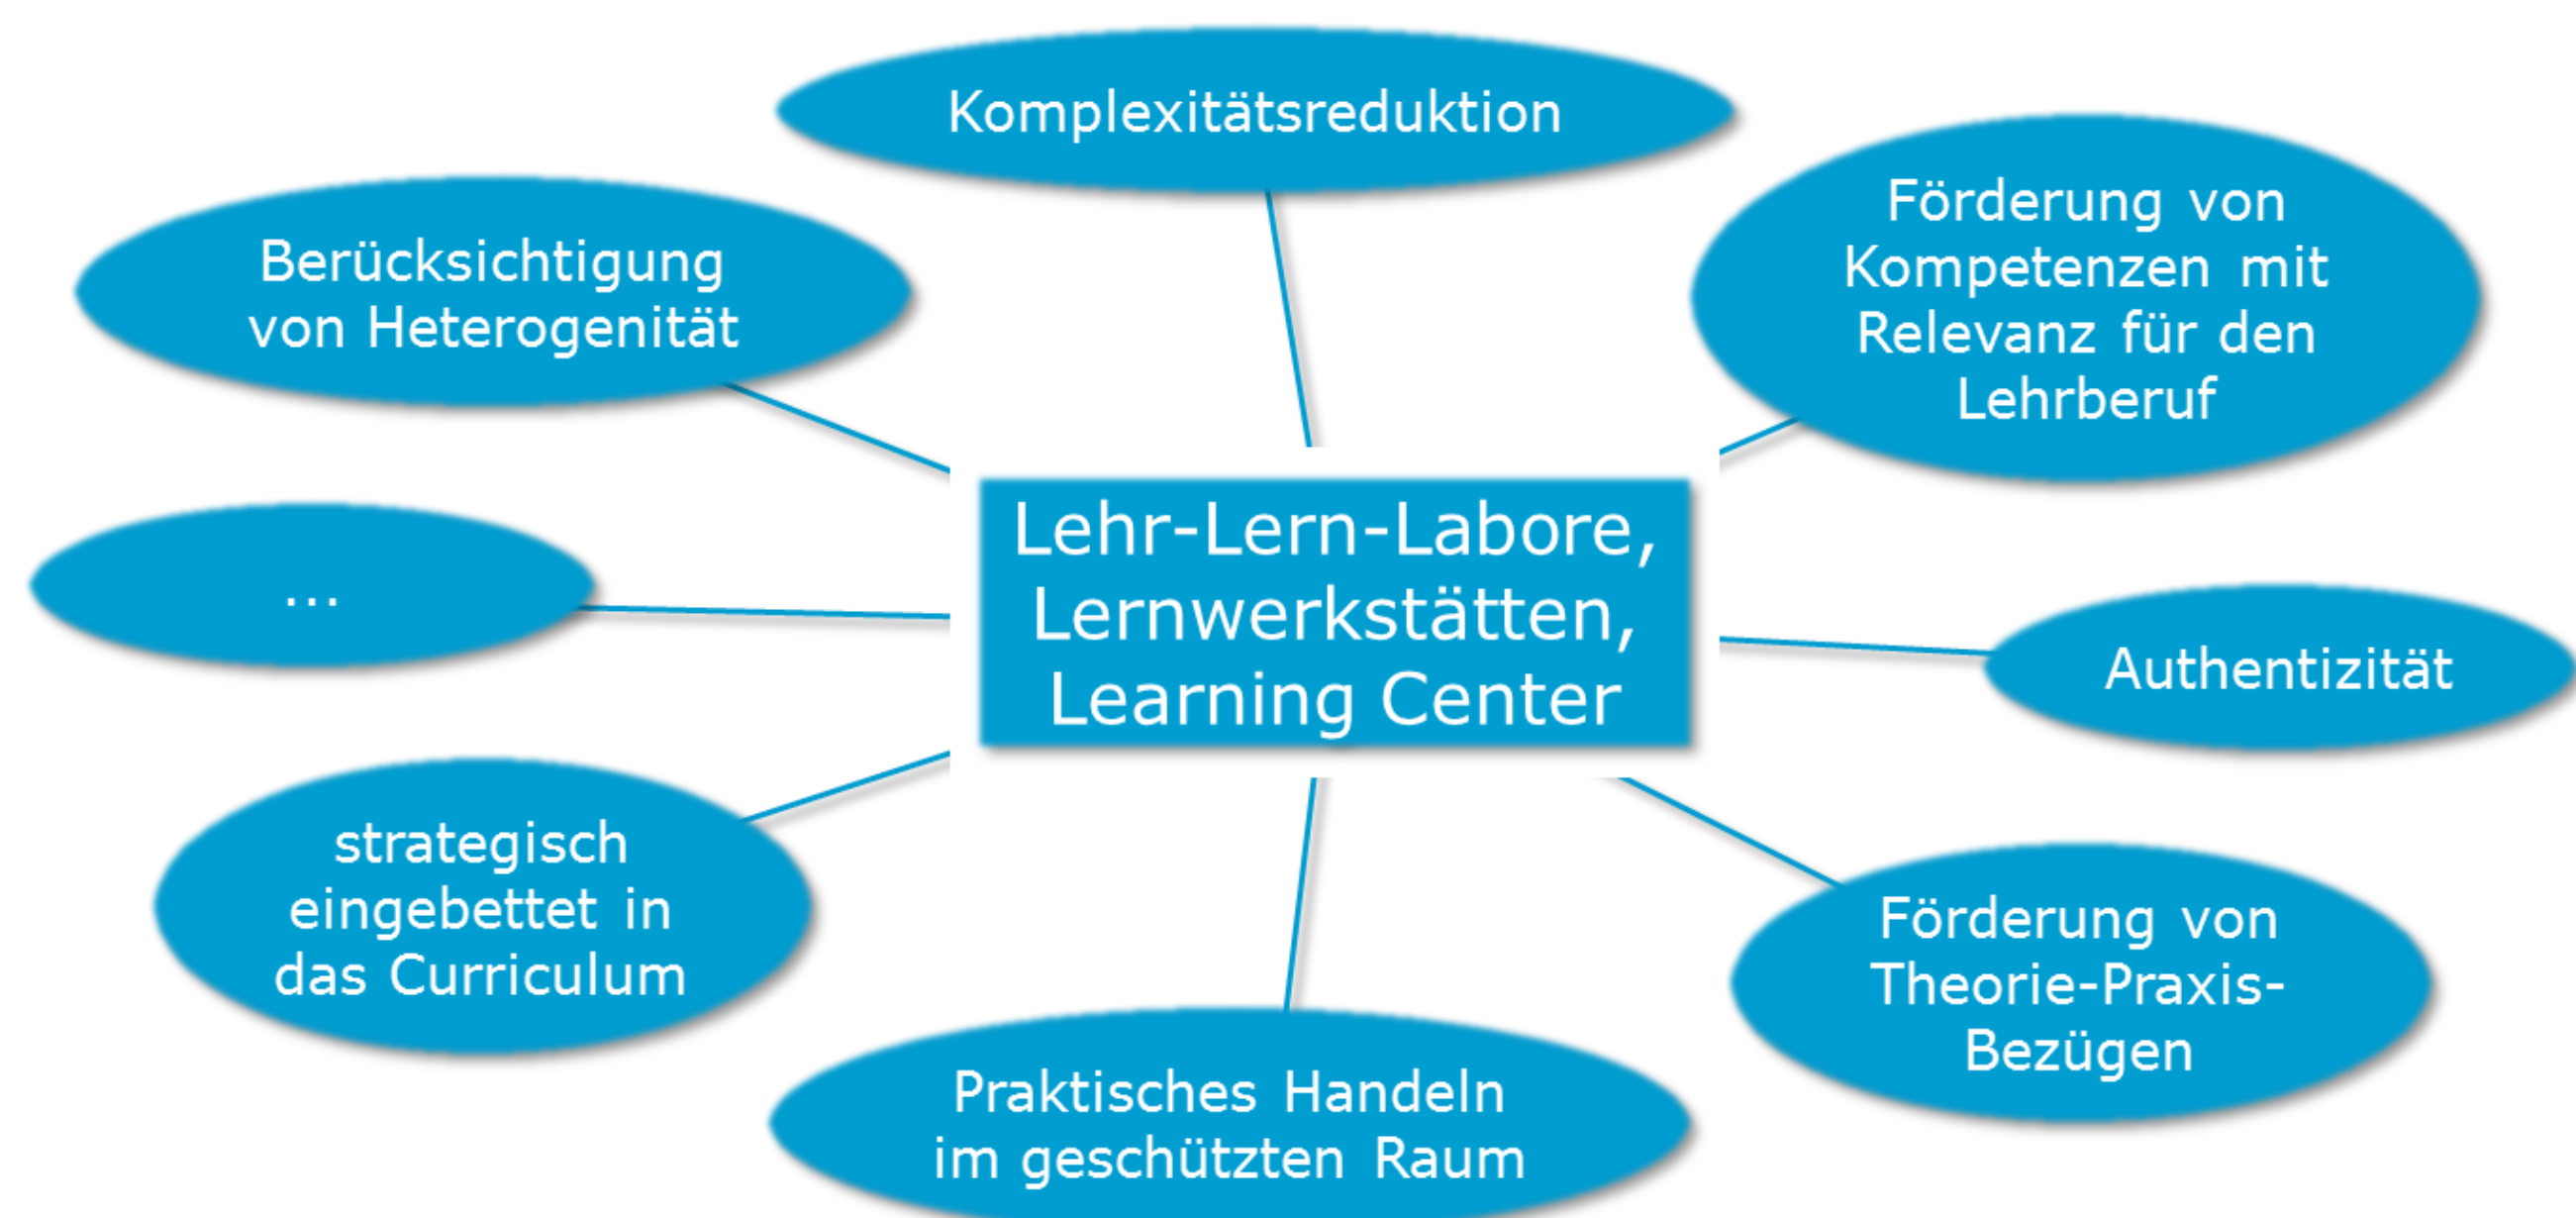 Komplexitätsreduktion
Förderung von
Kompetenzen mit
Relevanz für den
Lehrberuf
Berücksichtigung
von Heterogenität
Lehr-Lern-Labore,
Lernwerkstätten,
Learning Center
...
Authentizität
strategisch
eingebettet in
das Curriculum
Förderung von
Theorie-Praxis-
Bezügen
Praktisches Handeln
im geschützten Raum